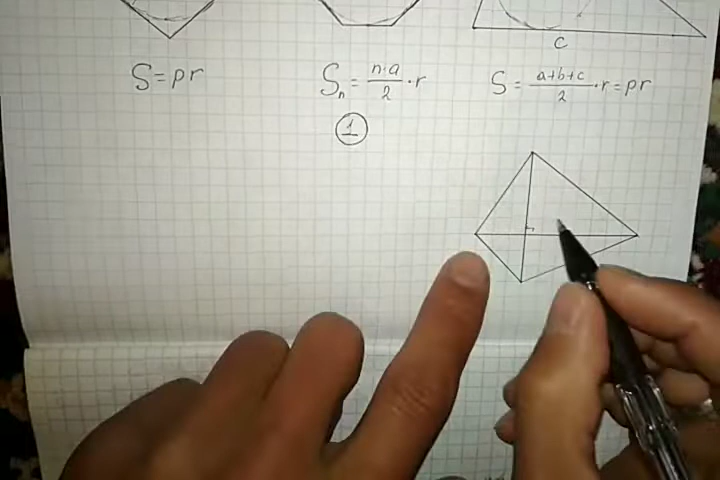 c
S = pr
Sₙ = n·a/2 · r
S = a+b+c/2 · r = pr
1